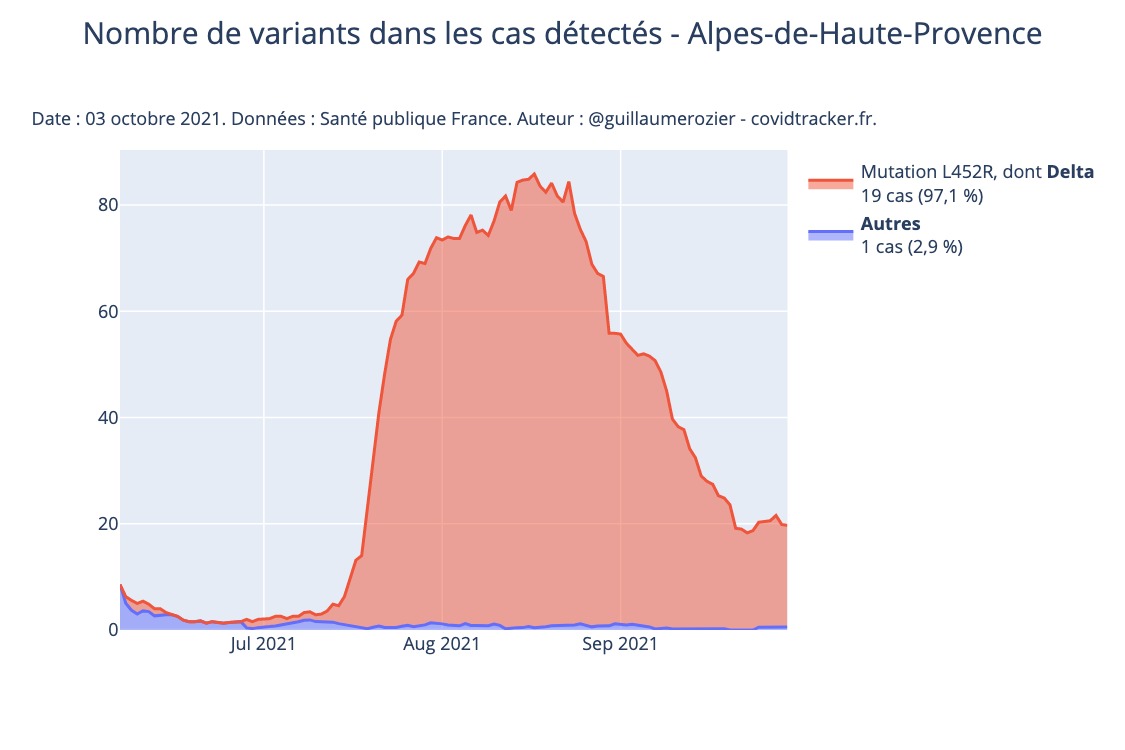 Nombre de variants dans les cas détectés - Alpes-de-Haute-Provence
Date : 03 octobre 2021. Données : Santé publique France. Auteur : @guillaumerozier - covidtracker.fr.
Mutation L452R, dont Delta
19 cas (97,1 %)
Autres
1 cas (2,9 %)
80
60
40
20
0
Jul 2021
Aug 2021
Sep 2021